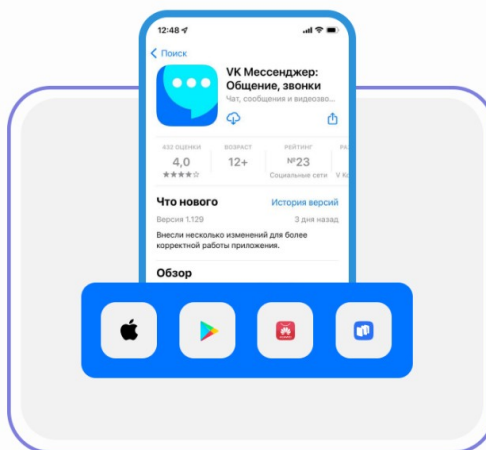 12:48
Поиск
VK Мессенджер:
Общение, звонки
Чат, сообщения и видеозво...
433 ОЦЕНКИ ВОЗРАСТ РЕЙТИНГ
4,0 12+ №23
Социальные сети
Что нового История версий
Версия 1.129 3 дня назад
Внесли несколько изменений для более
корректной работы приложения.
Обзор